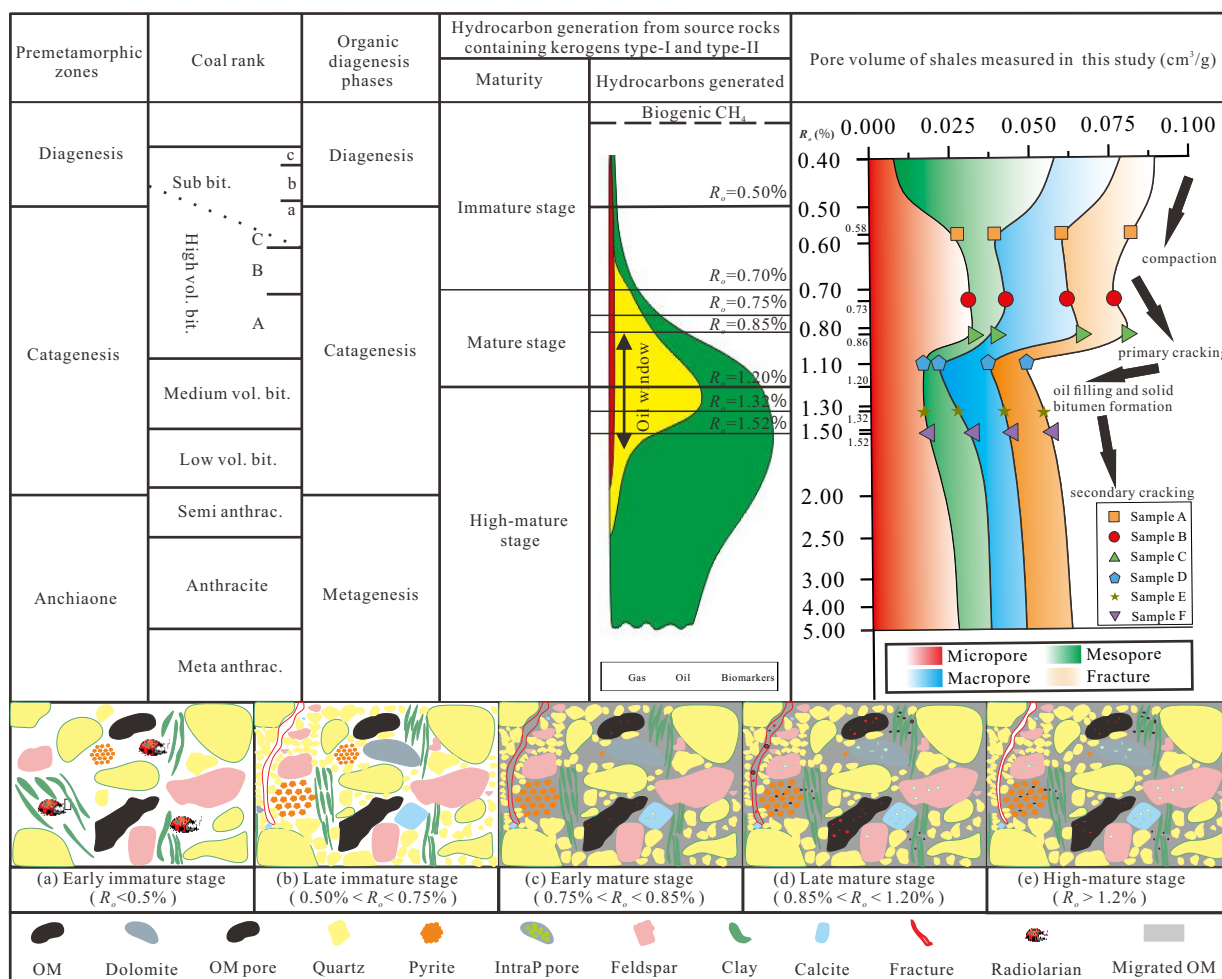 Premetamorphic
zones
Coal rank
Organic
diagenesis
phases
Hydrocarbon generation from source rocks
containing kerogens type-I and type-II
Maturity
Hydrocarbons generated
Pore volume of shales measured in this study (cm³/g)
Diagenesis
Catagenesis
Anchiaone
Sub bit.
c
b
a
High vol. bit.
C
B
A
Medium vol. bit.
Low vol. bit.
Semi anthrac.
Anthracite
Meta anthrac.
Diagenesis
Catagenesis
Metagenesis
Immature stage
Mature stage
High-mature
stage
Biogenic CH₄
Rₒ=0.50%
Rₒ=0.70%
Rₒ=0.75%
Rₒ=0.85%
Rₒ=1.20%
Rₒ=1.32%
Rₒ=1.52%
Oil window
Gas Oil Biomarkers
Rₒ (%) 0.000 0.025 0.050 0.075 0.100
0.40
0.50
0.58
0.60
0.70
0.73
0.80
0.86
1.10
1.20
1.30
1.32
1.50
1.52
2.00
2.50
3.00
4.00
5.00
compaction
primary cracking
oil filling and solid
bitumen formation
secondary cracking
Sample A
Sample B
Sample C
Sample D
Sample E
Sample F
Micropore Mesopore
Macropore Fracture
(a) Early immature stage
( Rₒ<0.5% )
(b) Late immature stage
( 0.50% < Rₒ < 0.75% )
(c) Early mature stage
( 0.75% < Rₒ < 0.85% )
(d) Late mature stage
( 0.85% < Rₒ < 1.20% )
(e) High-mature stage
( Rₒ > 1.2% )
OM Dolomite OM pore Quartz Pyrite IntraP pore Feldspar Clay Calcite Fracture Radiolarian Migrated OM